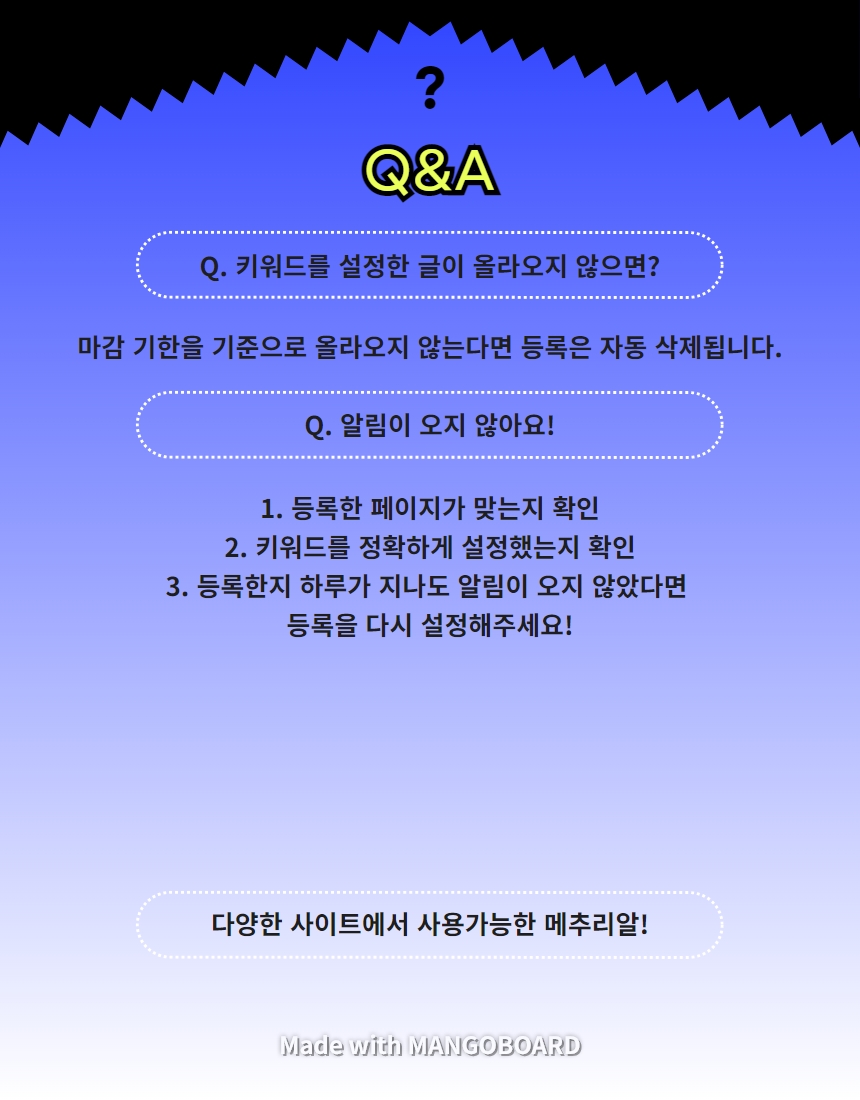 ?
Q&A
Q. 키워드를 설정한 글이 올라오지 않으면?
마감 기한을 기준으로 올라오지 않는다면 등록은 자동 삭제됩니다.
Q. 알림이 오지 않아요!
1. 등록한 페이지가 맞는지 확인
2. 키워드를 정확하게 설정했는지 확인
3. 등록한지 하루가 지나도 알림이 오지 않았다면
등록을 다시 설정해주세요!
다양한 사이트에서 사용가능한 메추리알!
Made with MANGOBOARD